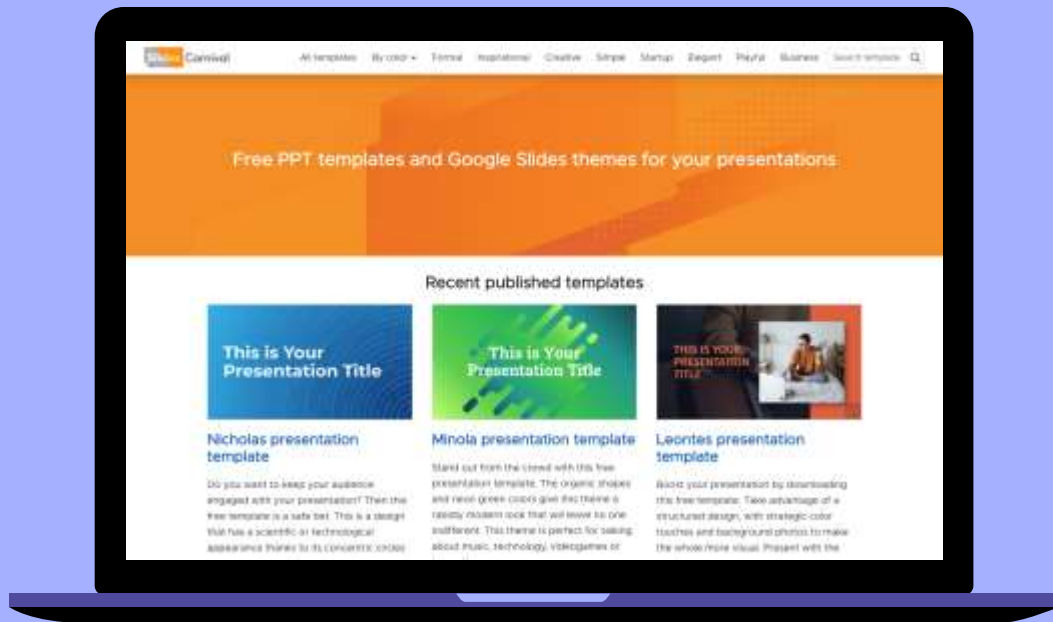 Slides Carnival
All templates By color Formal Inspirational Creative Simple Startup Elegant Playful Business Search template
Free PPT templates and Google Slides themes for your presentations
Recent published templates
This is Your
Presentation Title
This is Your
Presentation Title
THIS IS YOUR
PRESENTATION
TITLE
Nicholas presentation
template
Minola presentation template
Leontes presentation
template
Do you want to keep your audience
engaged with your presentation? Then this
free template is a safe bet. This is a design
that has a scientific or technological
appearance thanks to its concentric circles
Stand out from the crowd with this free
presentation template. The organic shapes
and neon green colors give this theme a
rabidly modern look that will leave no one
indifferent. This theme is perfect for talking
about music, technology, videogames or
Boost your presentation by downloading
this free template. Take advantage of a
structured design, with strategic color
touches and background photos to make
the whole more visual. Present with the